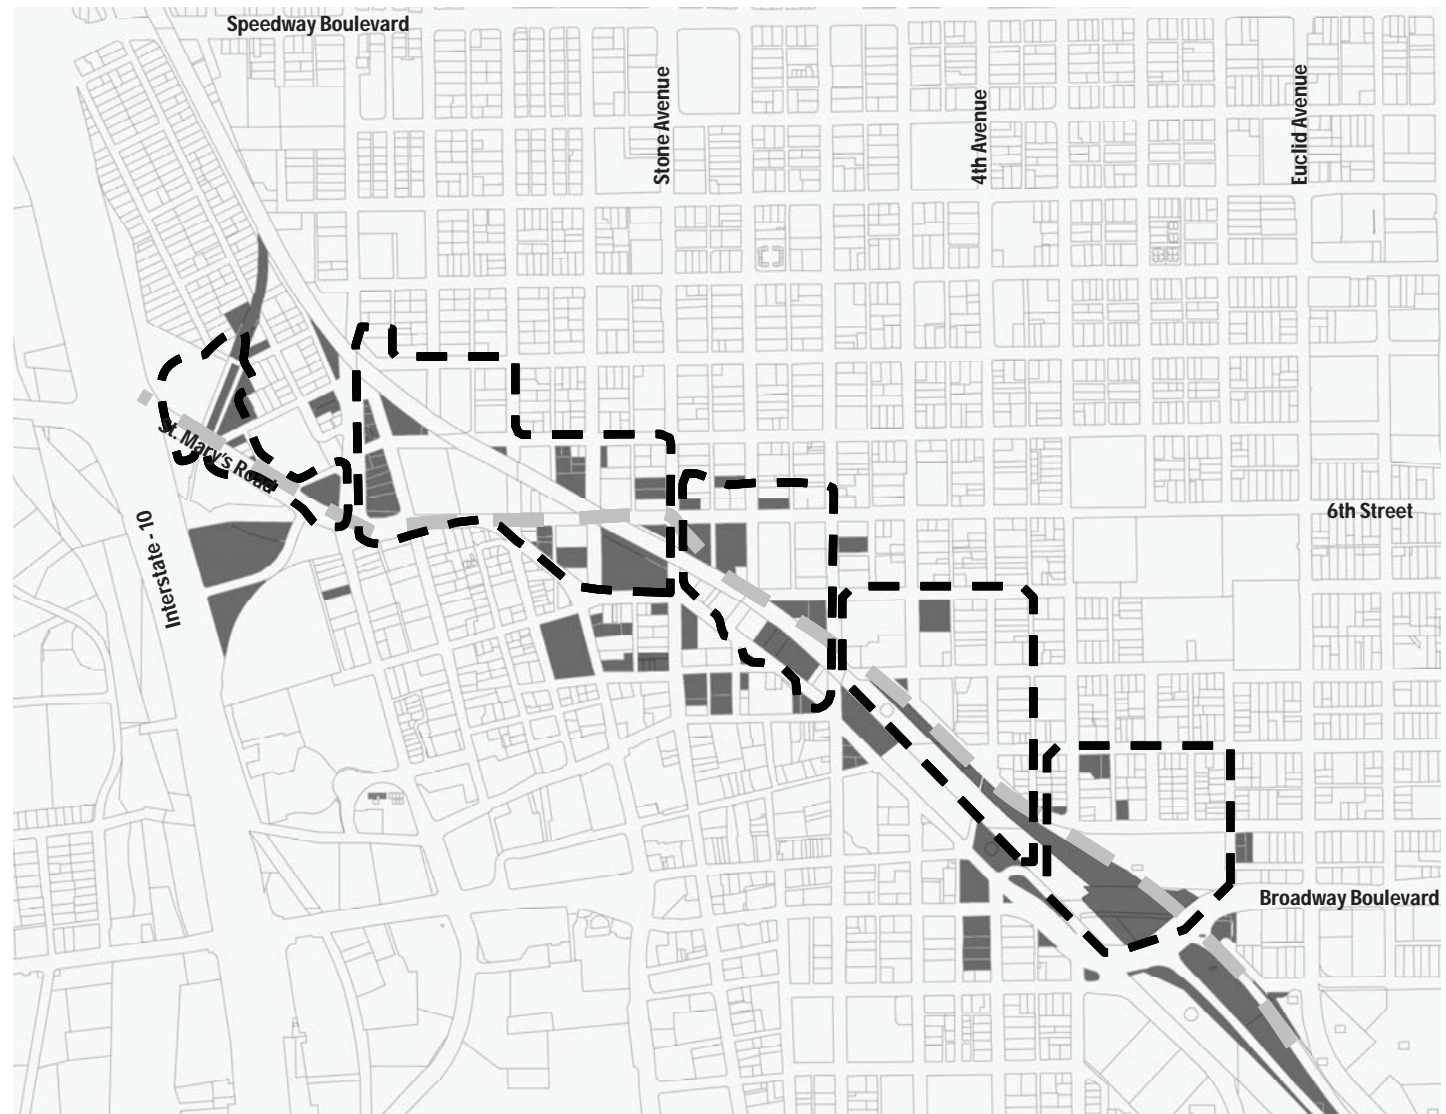 Speedway Boulevard
Stone Avenue
4th Avenue
Euclid Avenue
St. Mary's Road
Interstate - 10
6th Street
Broadway Boulevard